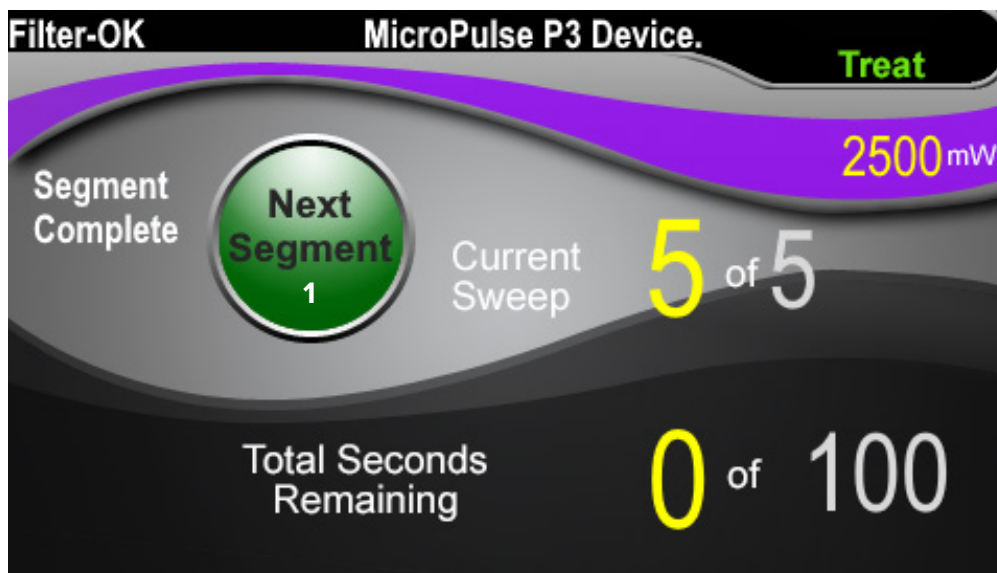 Filter-OK
MicroPulse P3 Device.
Treat
2500 mW
Segment
Complete
Next
Segment
1
Current
Sweep
5 of 5
Total Seconds
Remaining
0 of 100